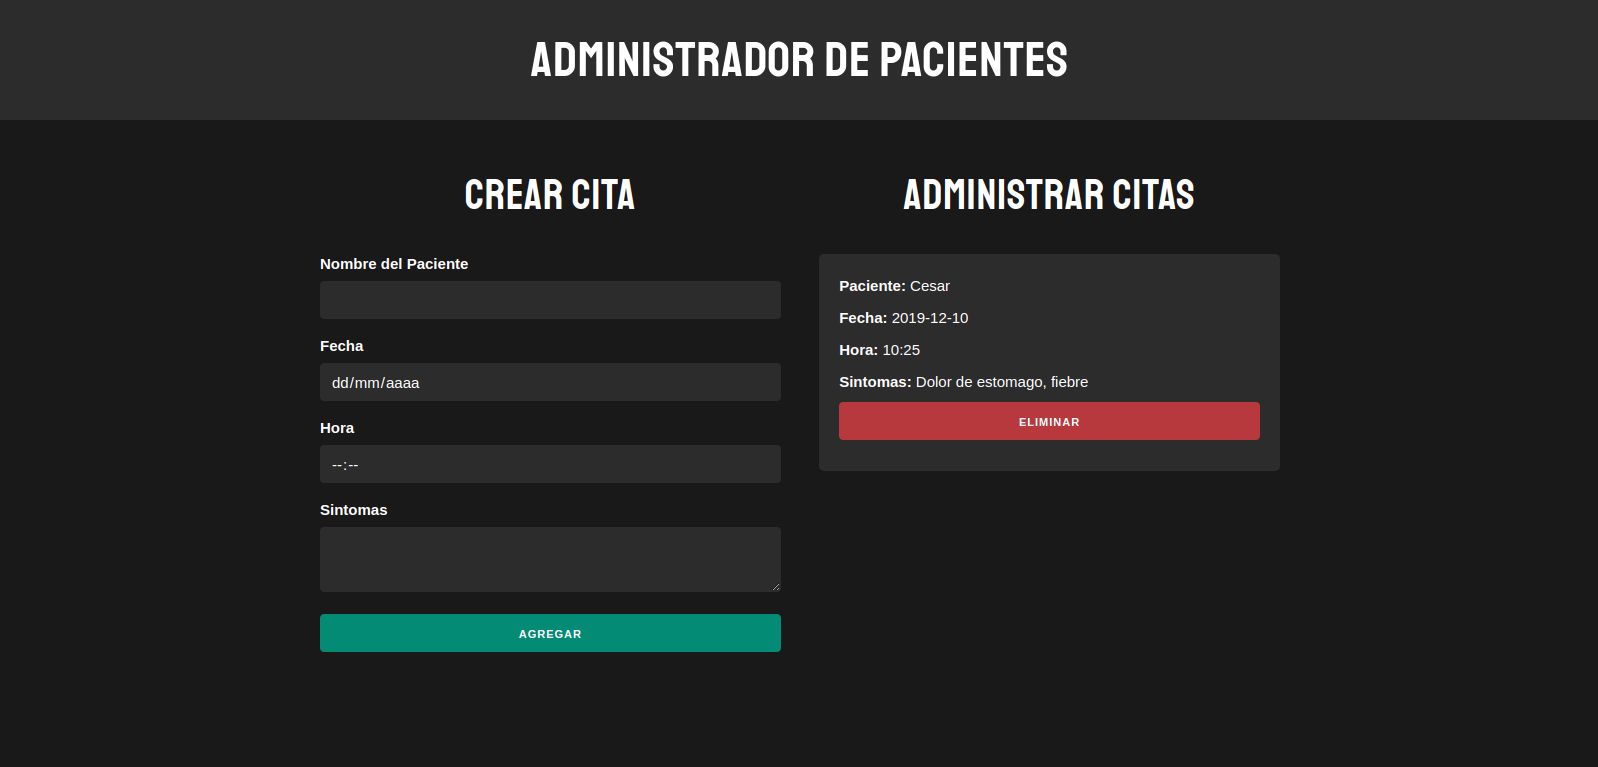 ADMINISTRADOR DE PACIENTES
CREAR CITA
Nombre del Paciente
Fecha
dd/mm/aaaa
Hora
--:--
Sintomas
AGREGAR
ADMINISTRAR CITAS
Paciente: Cesar
Fecha: 2019-12-10
Hora: 10:25
Sintomas: Dolor de estomago, fiebre
ELIMINAR